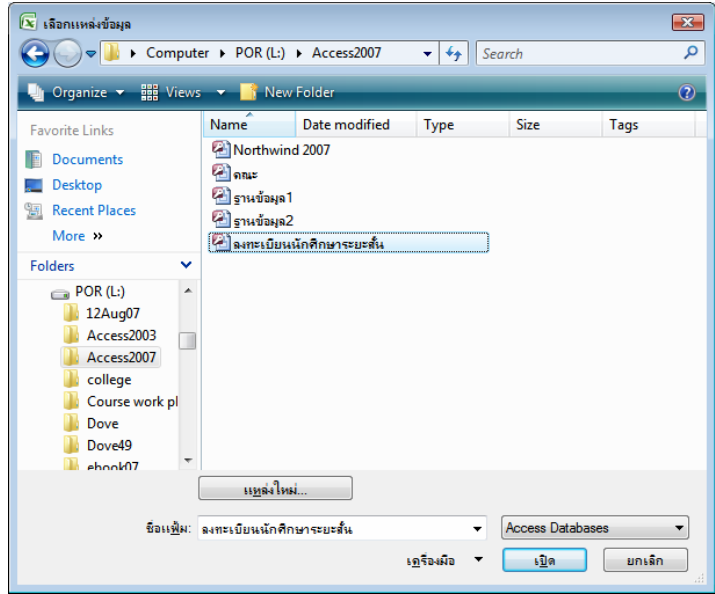 เลือกแหล่งข้อมูล
Computer POR (L:) Access2007 Search
Organize Views New Folder
Favorite Links
Documents
Desktop
Recent Places
More »
Folders
POR (L:)
12Aug07
Access2003
Access2007
college
Course work pl
Dove
Dove49
ebook07
Name Date modified Type Size Tags
Northwind 2007
คณะ
ฐานข้อมูล1
ฐานข้อมูล2
ลงทะเบียนนักศึกษาระยะสั้น
แหล่งใหม่...
ชื่อแฟ้ม: ลงทะเบียนนักศึกษาระยะสั้น Access Databases
เครื่องมือ เปิด ยกเลิก